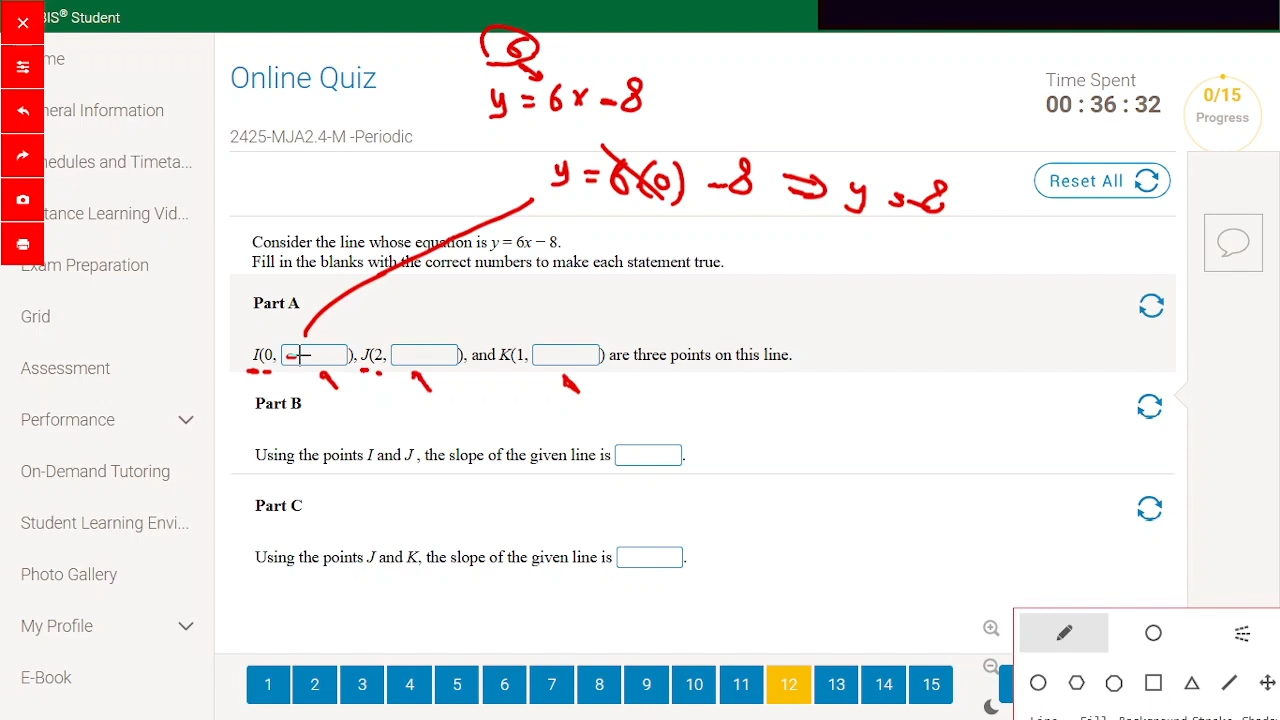 BIS® Student
6
Online Quiz
y = 6x - 8
Time Spent
00 : 36 : 32
0/15
Progress
2425-MJA2.4-M -Periodic
y = 6(0) - 8 ⇒ y = -8
Reset All
Consider the line whose equation is y = 6x − 8.
Fill in the blanks with the correct numbers to make each statement true.
Part A
I(0, - ), J(2, ), and K(1, ) are three points on this line.
Part B
Using the points I and J , the slope of the given line is .
Part C
Using the points J and K, the slope of the given line is .
me
neral Information
hedules and Timeta...
tance Learning Vid...
Exam Preparation
Grid
Assessment
Performance
On-Demand Tutoring
Student Learning Envi...
Photo Gallery
My Profile
E-Book
1 2 3 4 5 6 7 8 9 10 11 12 13 14 15